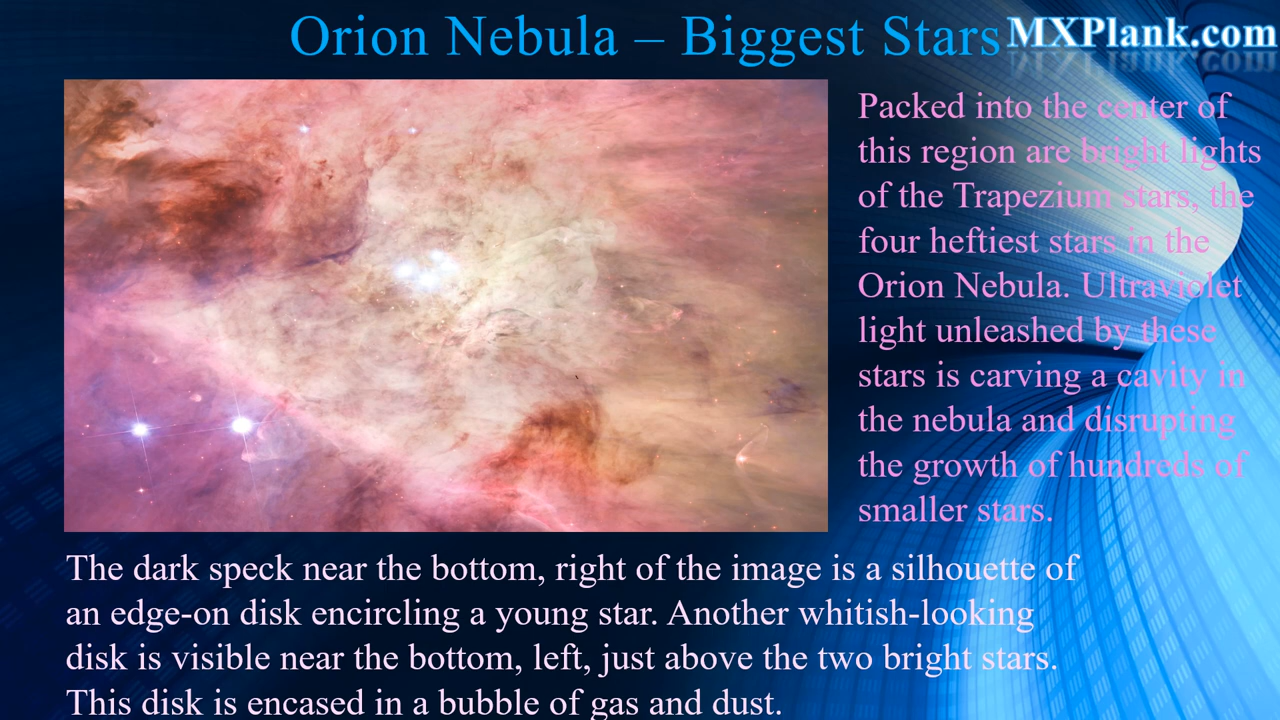 Orion Nebula – Biggest Stars
MXPlank.com
Packed into the center of
this region are bright lights
of the Trapezium stars, the
four heftiest stars in the
Orion Nebula. Ultraviolet
light unleashed by these
stars is carving a cavity in
the nebula and disrupting
the growth of hundreds of
smaller stars.
The dark speck near the bottom, right of the image is a silhouette of
an edge-on disk encircling a young star. Another whitish-looking
disk is visible near the bottom, left, just above the two bright stars.
This disk is encased in a bubble of gas and dust.